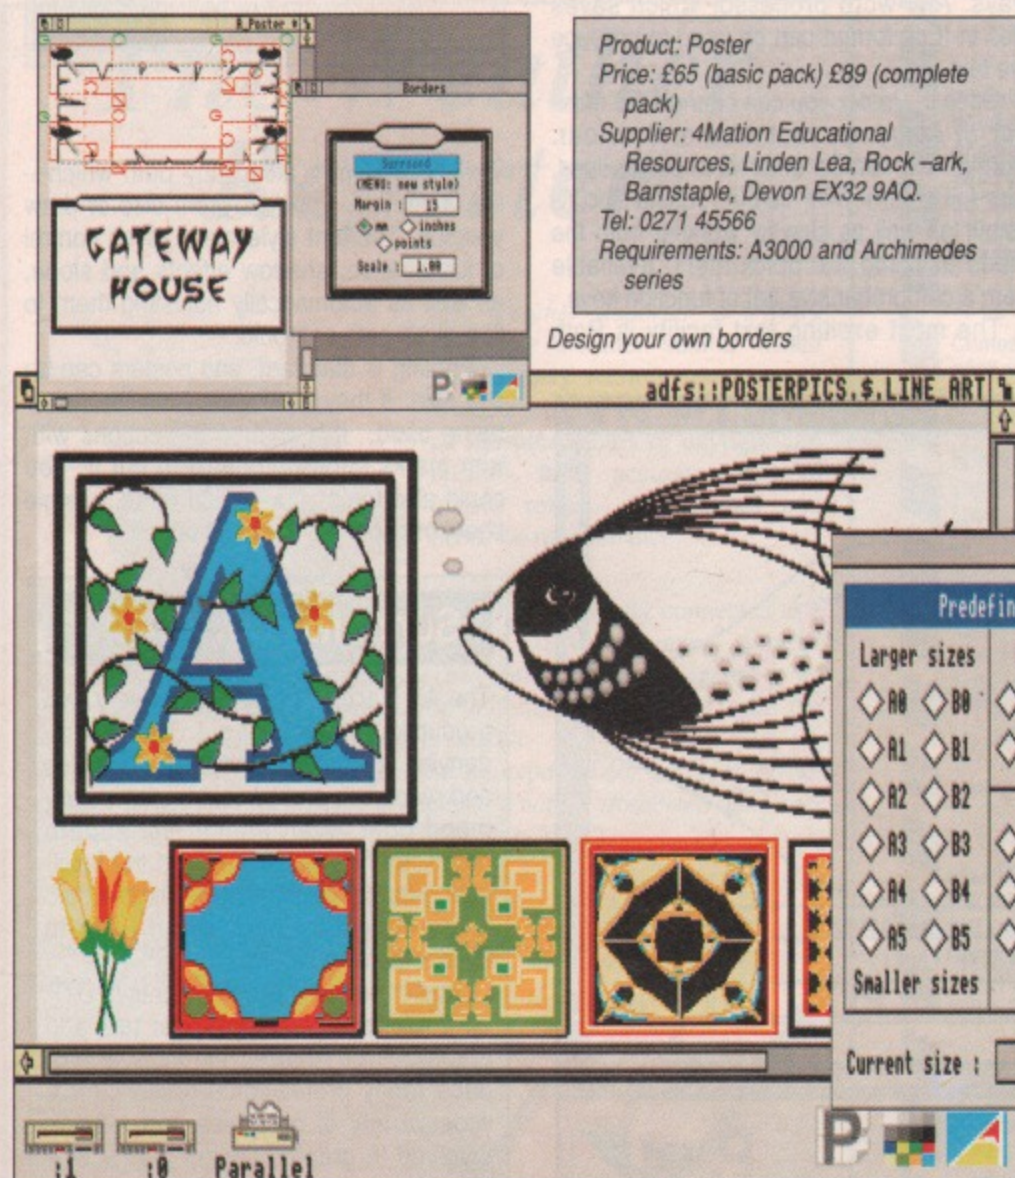 A_Poster *
Borders
Surround
(MENU: new style)
Margin : 15
mm inches
points
Scale : 1.00
GATEWAY
HOUSE
Product: Poster
Price: £65 (basic pack) £89 (complete
pack)
Supplier: 4Mation Educational
Resources, Linden Lea, Rock –ark,
Barnstaple, Devon EX32 9AQ.
Tel: 0271 45566
Requirements: A3000 and Archimedes
series
Design your own borders
adfs::POSTERPICS.$.LINE_ART
A
Predefin
Larger sizes
A0 B0
A1 B1
A2 B2
A3 B3
A4 B4
A5 B5
Smaller sizes
Current size :
P
P
:1 :0 Parallel